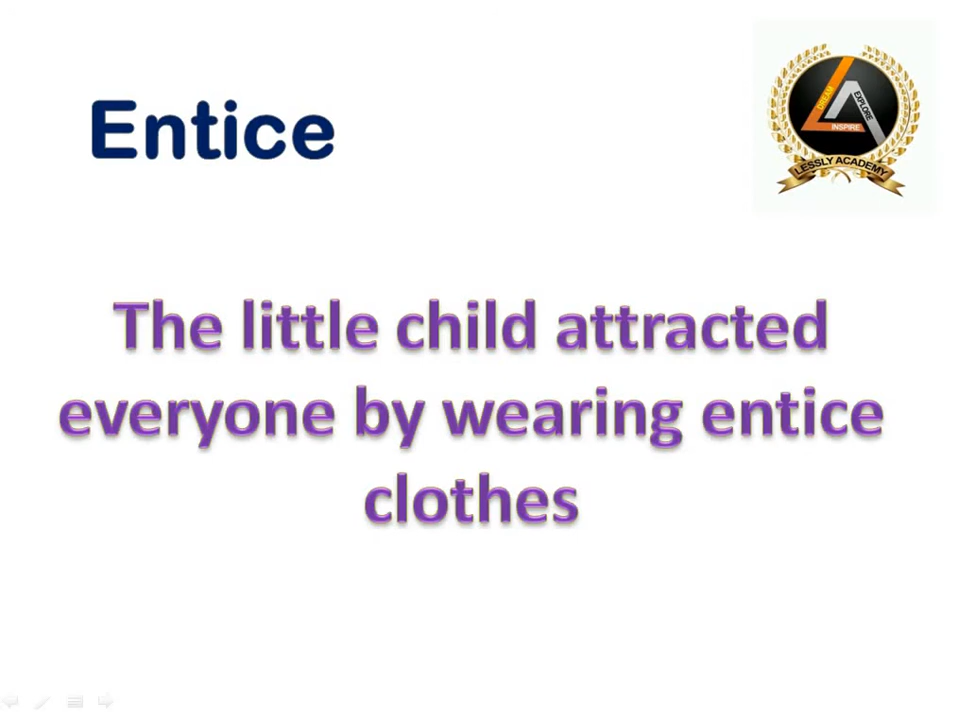 Entice
DREAM
EXPLORE
INSPIRE
LESSLY ACADEMY
The little child attracted
everyone by wearing entice
clothes